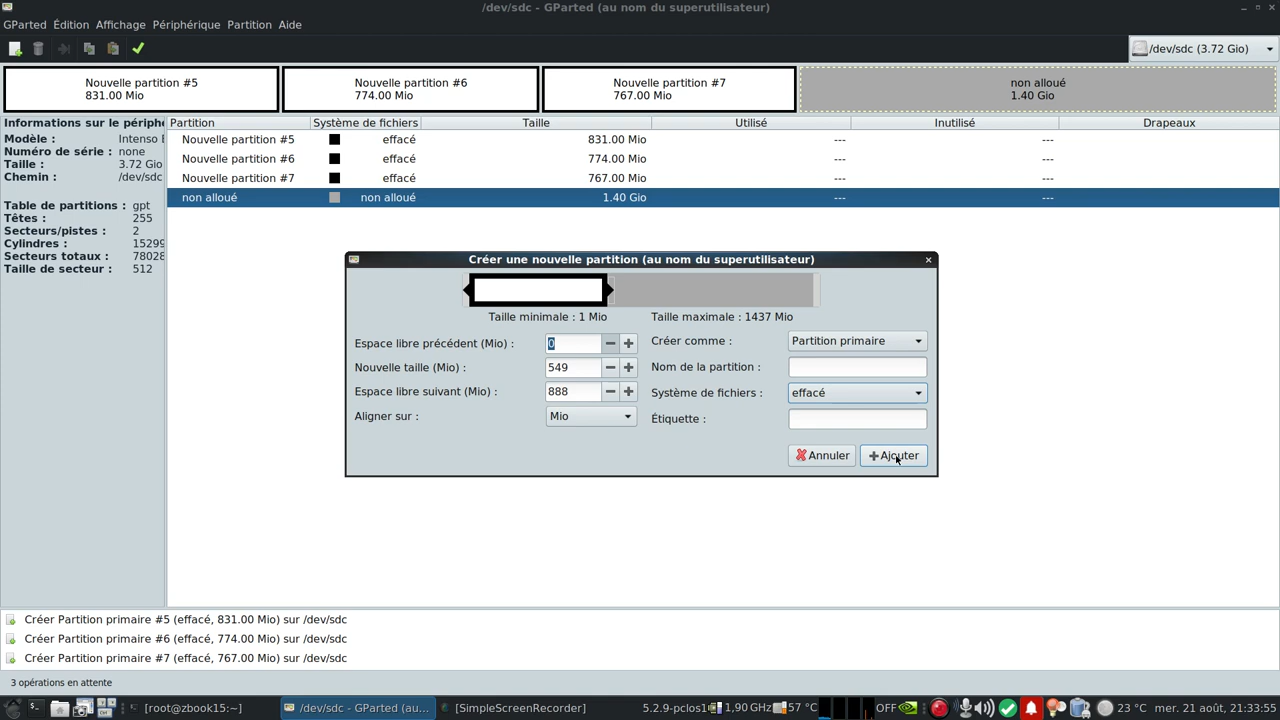 /dev/sdc - GParted (au nom du superutilisateur)
GParted Édition Affichage Périphérique Partition Aide
/dev/sdc (3.72 Gio)
Nouvelle partition #5
831.00 Mio
Nouvelle partition #6
774.00 Mio
Nouvelle partition #7
767.00 Mio
non alloué
1.40 Gio
Informations sur le périphé
Modèle : Intenso
Numéro de série : none
Taille : 3.72 Gio
Chemin : /dev/sdc
Table de partitions : gpt
Têtes : 255
Secteurs/pistes : 2
Cylindres : 15299
Secteurs totaux : 78028
Taille de secteur : 512
Partition Système de fichiers Taille Utilisé Inutilisé Drapeaux
Nouvelle partition #5 effacé 831.00 Mio --- ---
Nouvelle partition #6 effacé 774.00 Mio --- ---
Nouvelle partition #7 effacé 767.00 Mio --- ---
non alloué non alloué 1.40 Gio --- ---
Créer une nouvelle partition (au nom du superutilisateur)
Taille minimale : 1 Mio Taille maximale : 1437 Mio
Espace libre précédent (Mio) : 0 Créer comme : Partition primaire
Nouvelle taille (Mio) : 549 Nom de la partition :
Espace libre suivant (Mio) : 888 Système de fichiers : effacé
Aligner sur : Mio Étiquette :
Annuler Ajouter
Créer Partition primaire #5 (effacé, 831.00 Mio) sur /dev/sdc
Créer Partition primaire #6 (effacé, 774.00 Mio) sur /dev/sdc
Créer Partition primaire #7 (effacé, 767.00 Mio) sur /dev/sdc
3 opérations en attente
[root@zbook15:~] /dev/sdc - GParted (au... [SimpleScreenRecorder] 5.2.9-pclos1 1,90 GHz 57 °C OFF 23 °C mer. 21 août, 21:33:55